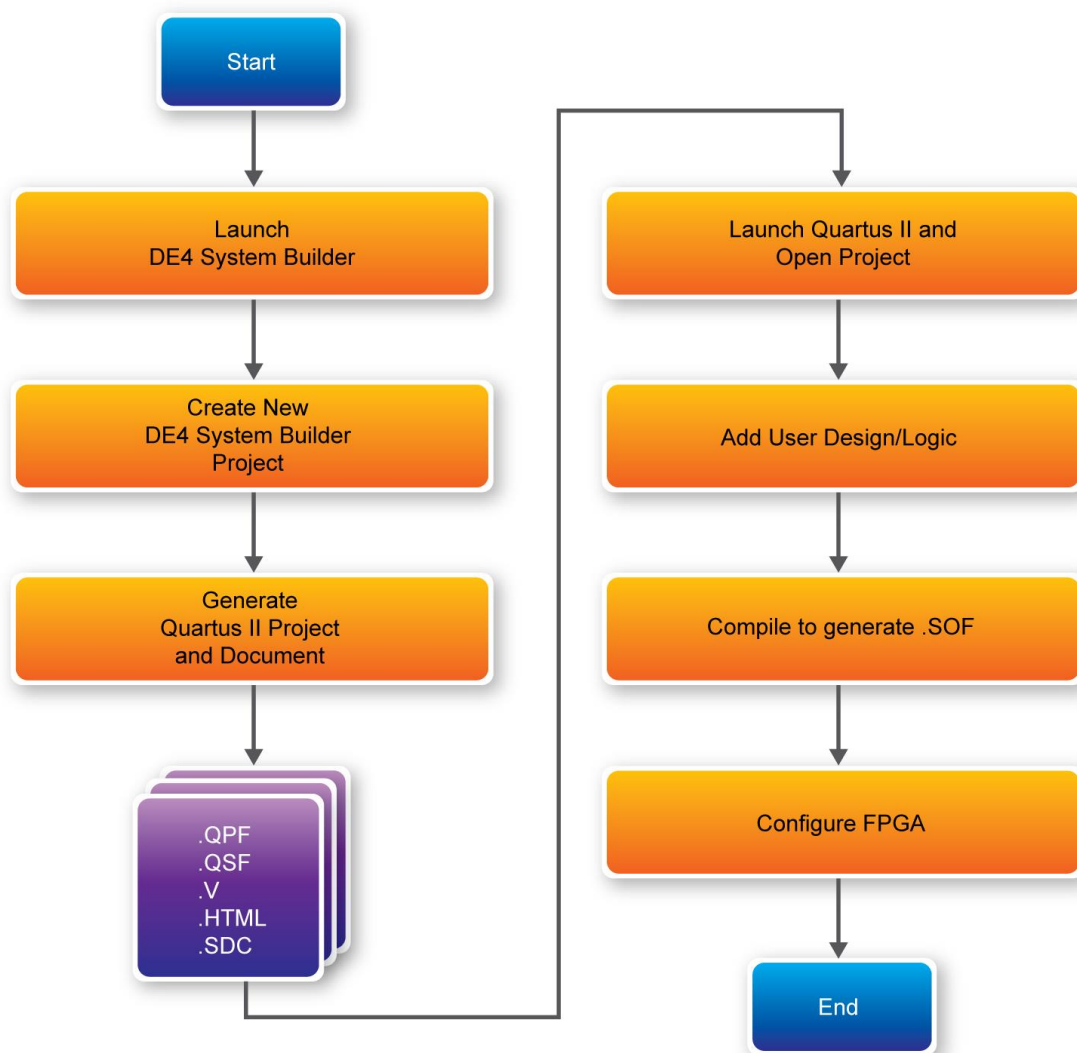 Start
Launch
DE4 System Builder
Create New
DE4 System Builder
Project
Generate
Quartus II Project
and Document
.QPF
.QSF
.V
.HTML
.SDC
Launch Quartus II and
Open Project
Add User Design/Logic
Compile to generate .SOF
Configure FPGA
End